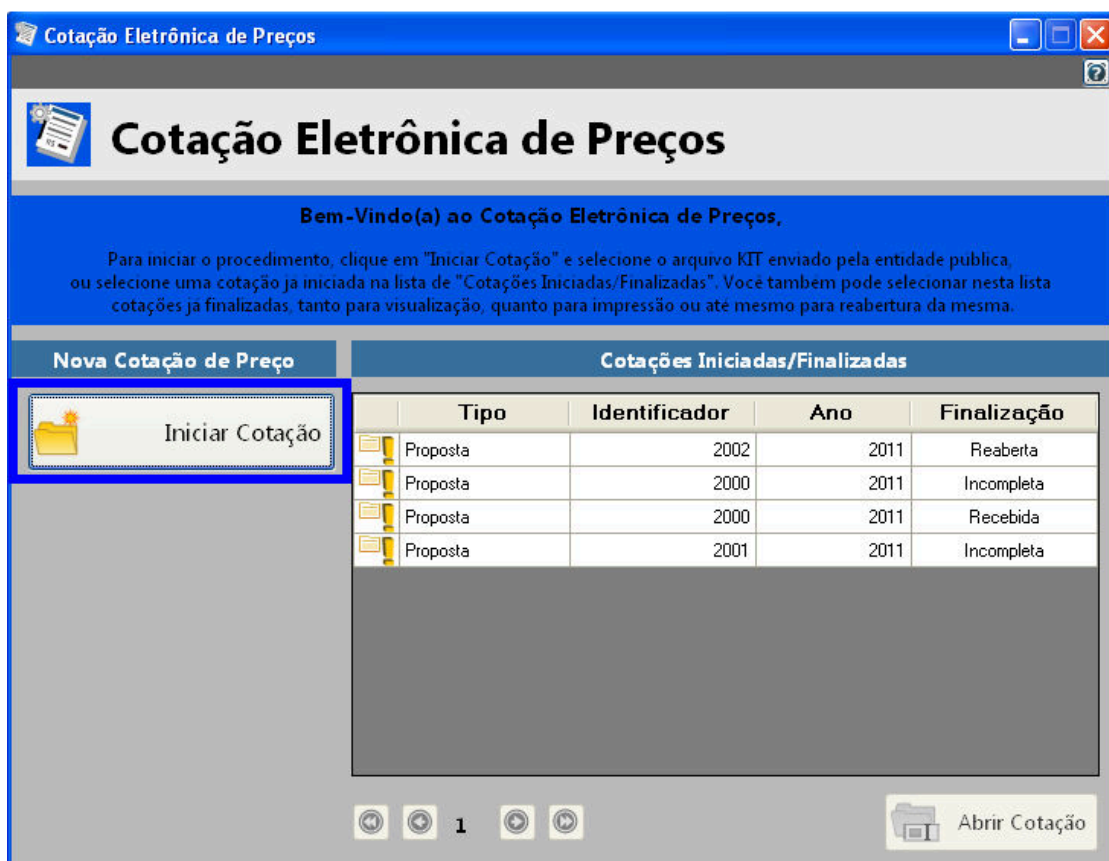 Cotação Eletrônica de Preços
Cotação Eletrônica de Preços
Bem-Vindo(a) ao Cotação Eletrônica de Preços,
Para iniciar o procedimento, clique em "Iniciar Cotação" e selecione o arquivo KIT enviado pela entidade publica,
ou selecione uma cotação já iniciada na lista de "Cotações Iniciadas/Finalizadas". Você também pode selecionar nesta lista
cotações já finalizadas, tanto para visualização, quanto para impressão ou até mesmo para reabertura da mesma.
Nova Cotação de Preço
Cotações Iniciadas/Finalizadas
Iniciar Cotação
Tipo Identificador Ano Finalização
Proposta 2002 2011 Reaberta
Proposta 2000 2011 Incompleta
Proposta 2000 2011 Recebida
Proposta 2001 2011 Incompleta
1
Abrir Cotação